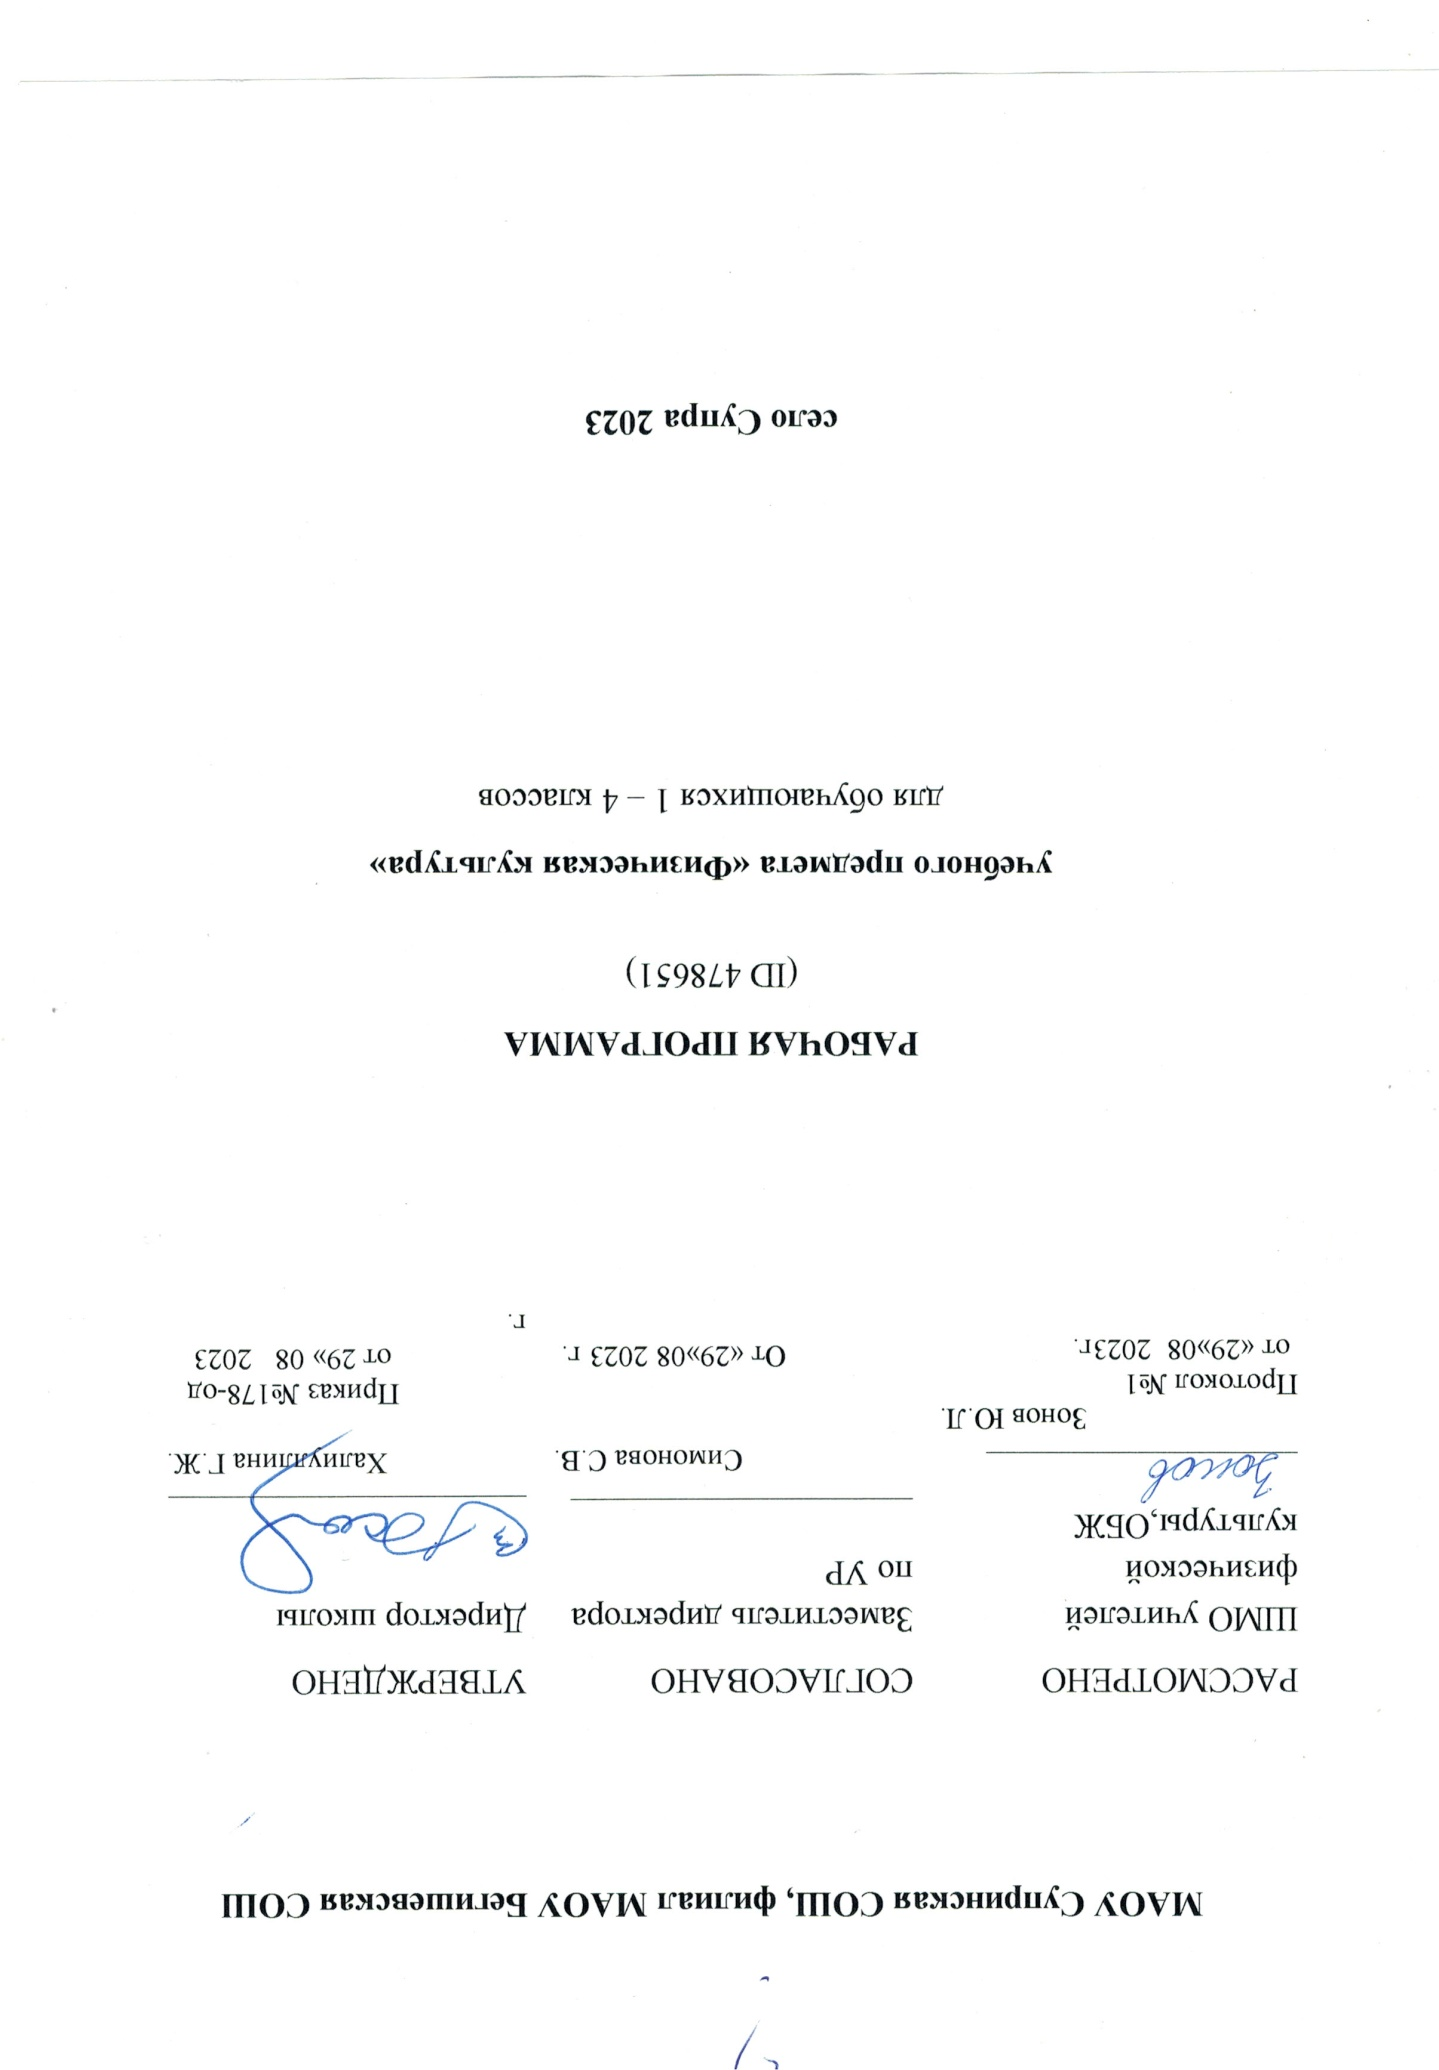 МАОУ Супринская СОШ, филиал МАОУ Бегишевская СОШ
РАССМОТРЕНО
ШМО учителей
физической
культуры,ОБЖ
Зонов
Зонов Ю.Л.
Протокол №1
от «29»08 2023г.
СОГЛАСОВАНО
Заместитель директора
по УР
Симонова С.В.
От «29»08 2023 г.
УТВЕРЖДЕНО
Директор школы
Халиуллина Г.Ж.
Приказ №178-од
от 29» 08 2023
г.
РАБОЧАЯ ПРОГРАММА
(ID 478651)
учебного предмета «Физическая культура»
для обучающихся 1 – 4 классов
село Супра 2023